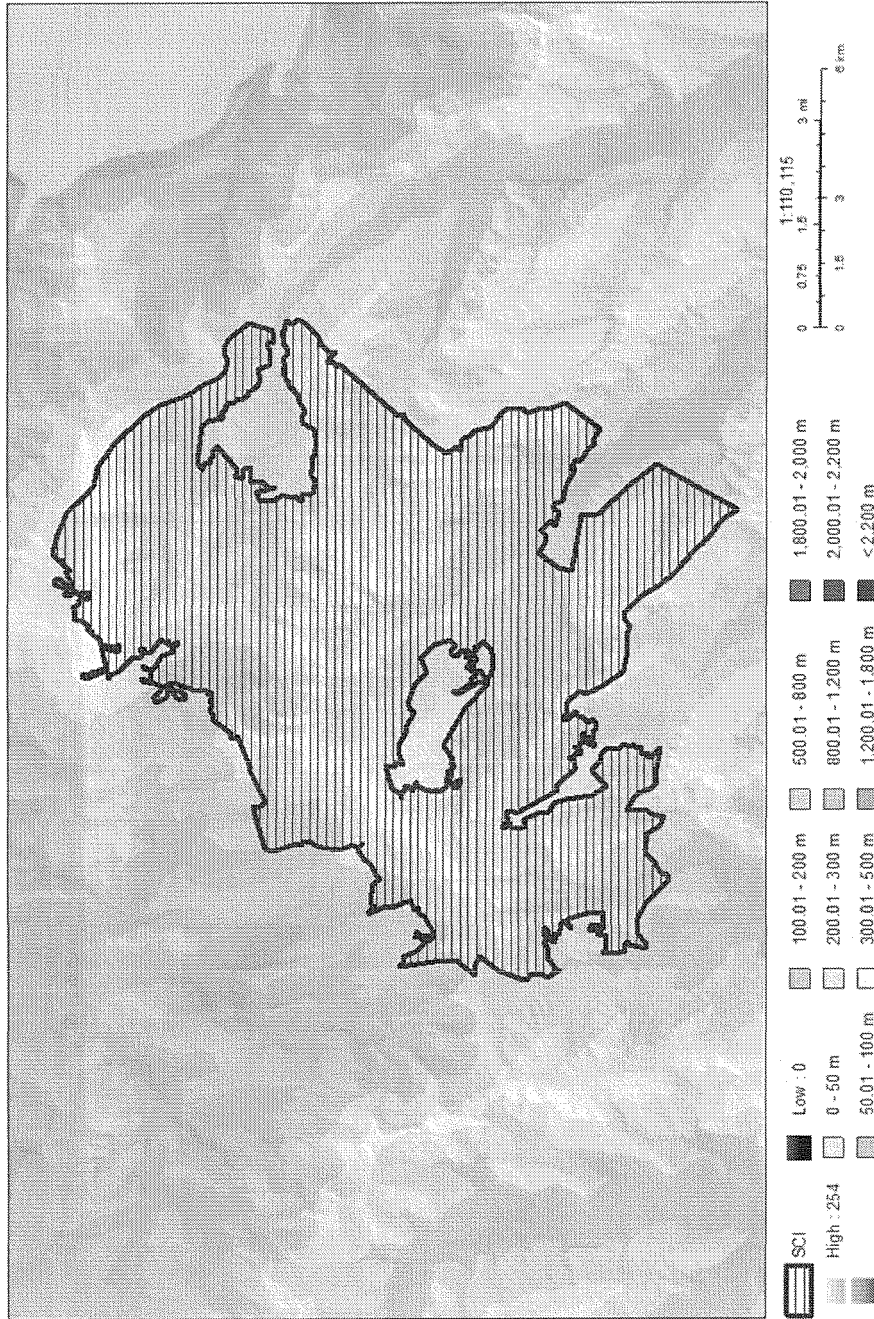 1:110,115
0 0.75 1.5 3 mi
0 1.5 3 6 km
SCI Low : 0 100.01 - 200 m 500.01 - 800 m 1,800.01 - 2,000 m
High : 254 0 - 50 m 200.01 - 300 m 800.01 - 1,200 m 2,000.01 - 2,200 m
50.01 - 100 m 300.01 - 500 m 1,200.01 - 1,800 m < 2,200 m